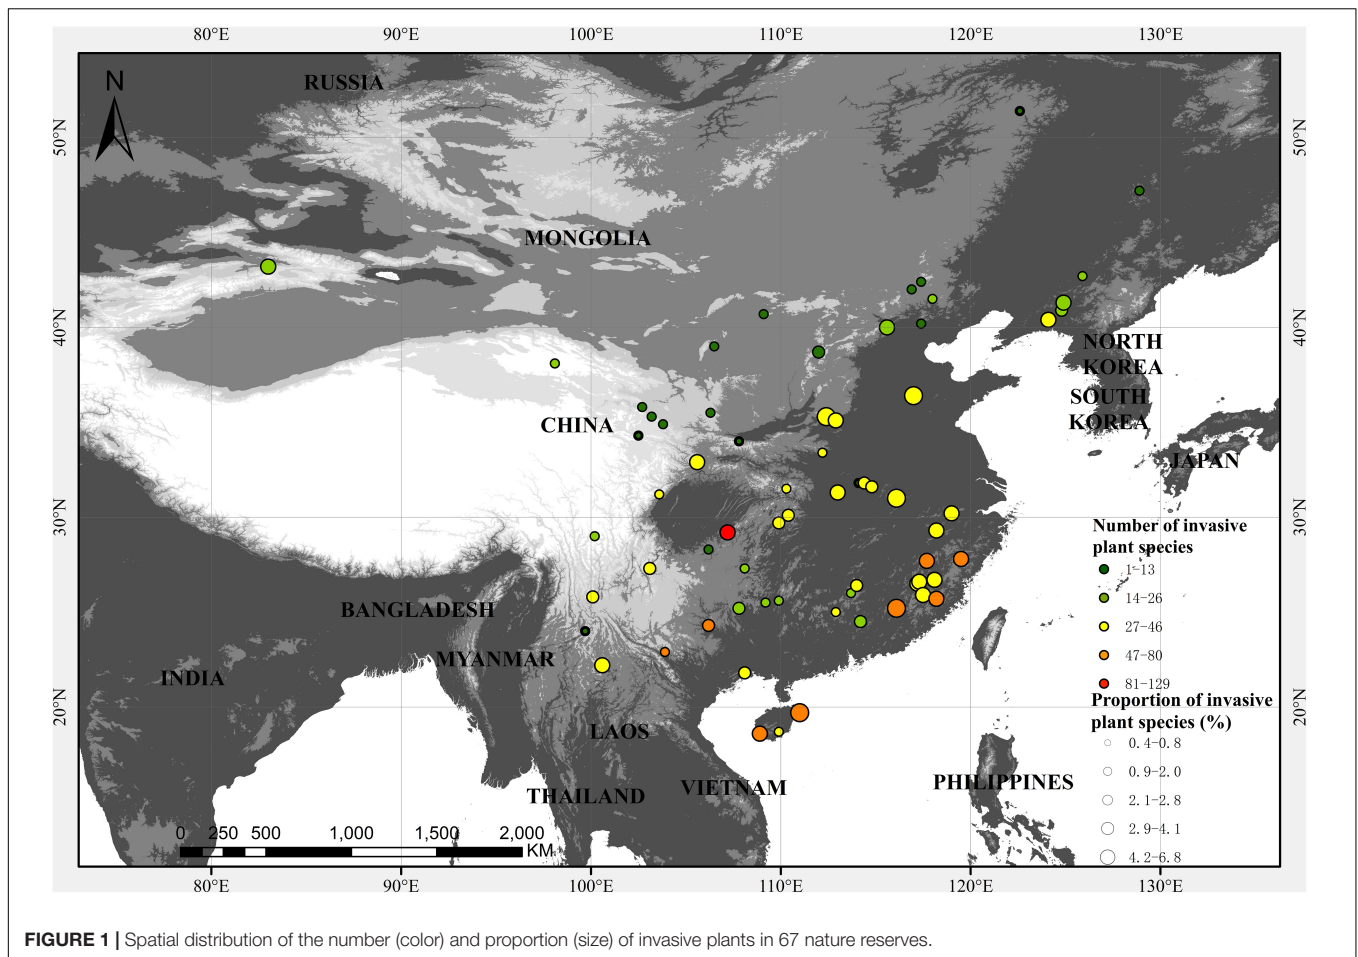 80°E 90°E 100°E 110°E 120°E 130°E
N
RUSSIA
50°N 50°N
MONGOLIA
40°N 40°N
NORTH
KOREA
SOUTH
KOREA
CHINA
JAPAN
30°N 30°N
Number of invasive
plant species
1-13
14-26
27-46
47-80
81-129
BANGLADESH
MYANMAR
INDIA
20°N 20°N
Proportion of invasive
plant species (%)
0.4-0.8
0.9-2.0
2.1-2.8
2.9-4.1
4.2-6.8
LAOS
VIETNAM
PHILIPPINES
THAILAND
0 250 500 1,000 1,500 2,000
KM
80°E 90°E 100°E 110°E 120°E 130°E
FIGURE 1 | Spatial distribution of the number (color) and proportion (size) of invasive plants in 67 nature reserves.